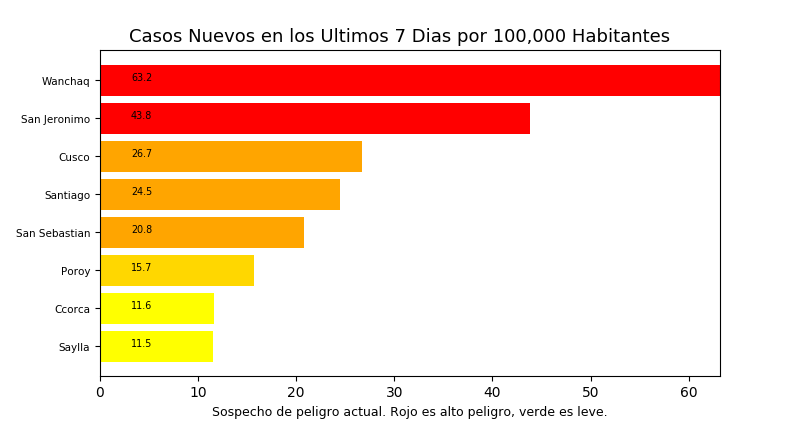 Casos Nuevos en los Ultimos 7 Dias por 100,000 Habitantes
Wanchaq 63.2
San Jeronimo 43.8
Cusco 26.7
Santiago 24.5
San Sebastian 20.8
Poroy 15.7
Ccorca 11.6
Saylla 11.5
0 10 20 30 40 50 60
Sospecho de peligro actual. Rojo es alto peligro, verde es leve.